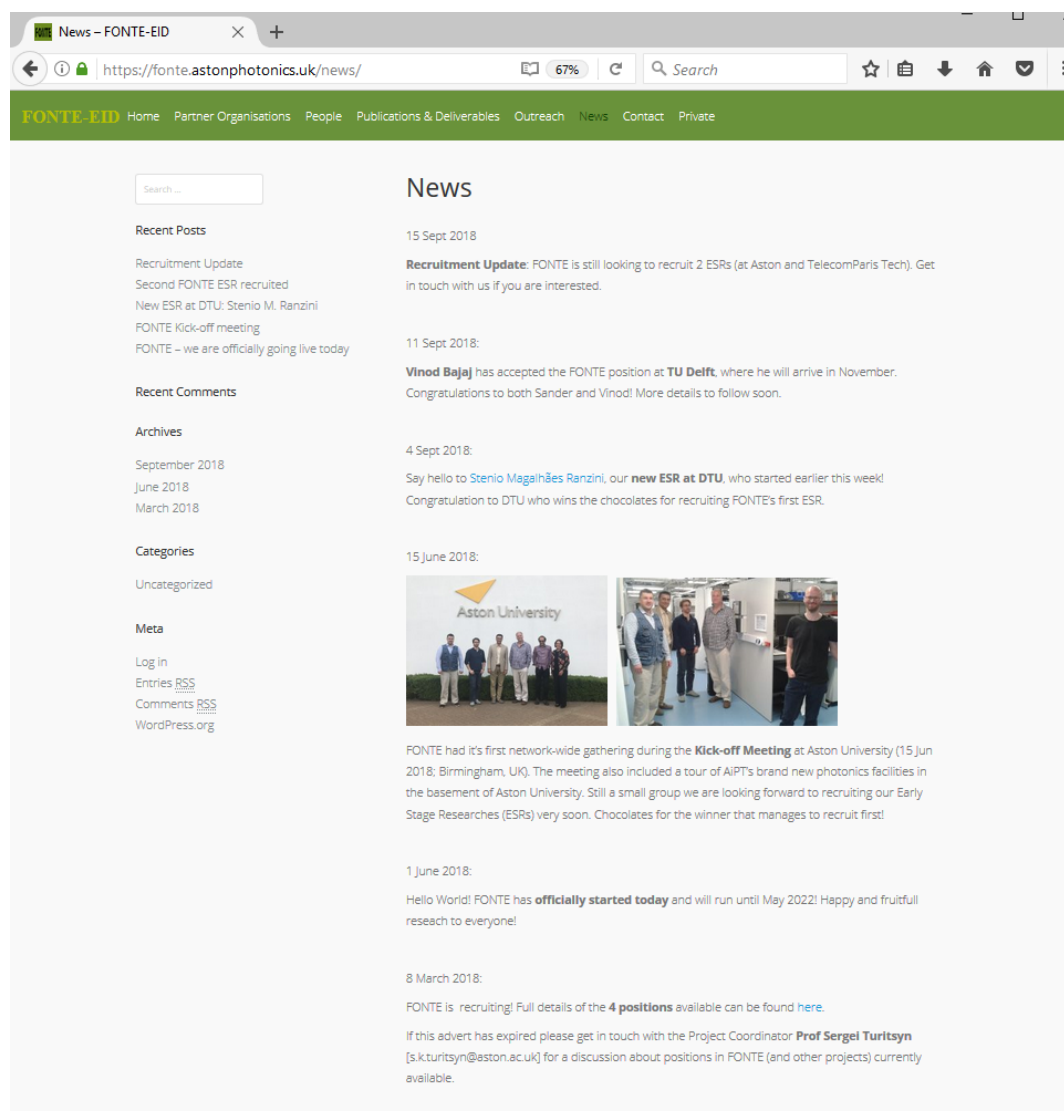 News – FONTE-EID
https://fonte.astonphotonics.uk/news/
67%
Search
FONTE-EID Home Partner Organisations People Publications & Deliverables Outreach News Contact Private
Search ...
Recent Posts
Recruitment Update
Second FONTE ESR recruited
New ESR at DTU: Stenio M. Ranzini
FONTE Kick-off meeting
FONTE – we are officially going live today
Recent Comments
Archives
September 2018
June 2018
March 2018
Categories
Uncategorized
Meta
Log in
Entries RSS
Comments RSS
WordPress.org
News
15 Sept 2018
Recruitment Update: FONTE is still looking to recruit 2 ESRs (at Aston and TelecomParis Tech). Get
in touch with us if you are interested.
11 Sept 2018:
Vinod Bajaj has accepted the FONTE position at TU Delft, where he will arrive in November.
Congratulations to both Sander and Vinod! More details to follow soon.
4 Sept 2018:
Say hello to Stenio Magalhães Ranzini, our new ESR at DTU, who started earlier this week!
Congratulation to DTU who wins the chocolates for recruiting FONTE's first ESR.
15 June 2018:
Aston University
FONTE had it's first network-wide gathering during the Kick-off Meeting at Aston University (15 Jun
2018; Birmingham, UK). The meeting also included a tour of AiPT's brand new photonics facilities in
the basement of Aston University. Still a small group we are looking forward to recruiting our Early
Stage Researches (ESRs) very soon. Chocolates for the winner that manages to recruit first!
1 June 2018:
Hello World! FONTE has officially started today and will run until May 2022! Happy and fruitfull
reseach to everyone!
8 March 2018:
FONTE is  recruiting! Full details of the 4 positions available can be found here.
If this advert has expired please get in touch with the Project Coordinator Prof Sergei Turitsyn
[s.k.turitsyn@aston.ac.uk] for a discussion about positions in FONTE (and other projects) currently
available.